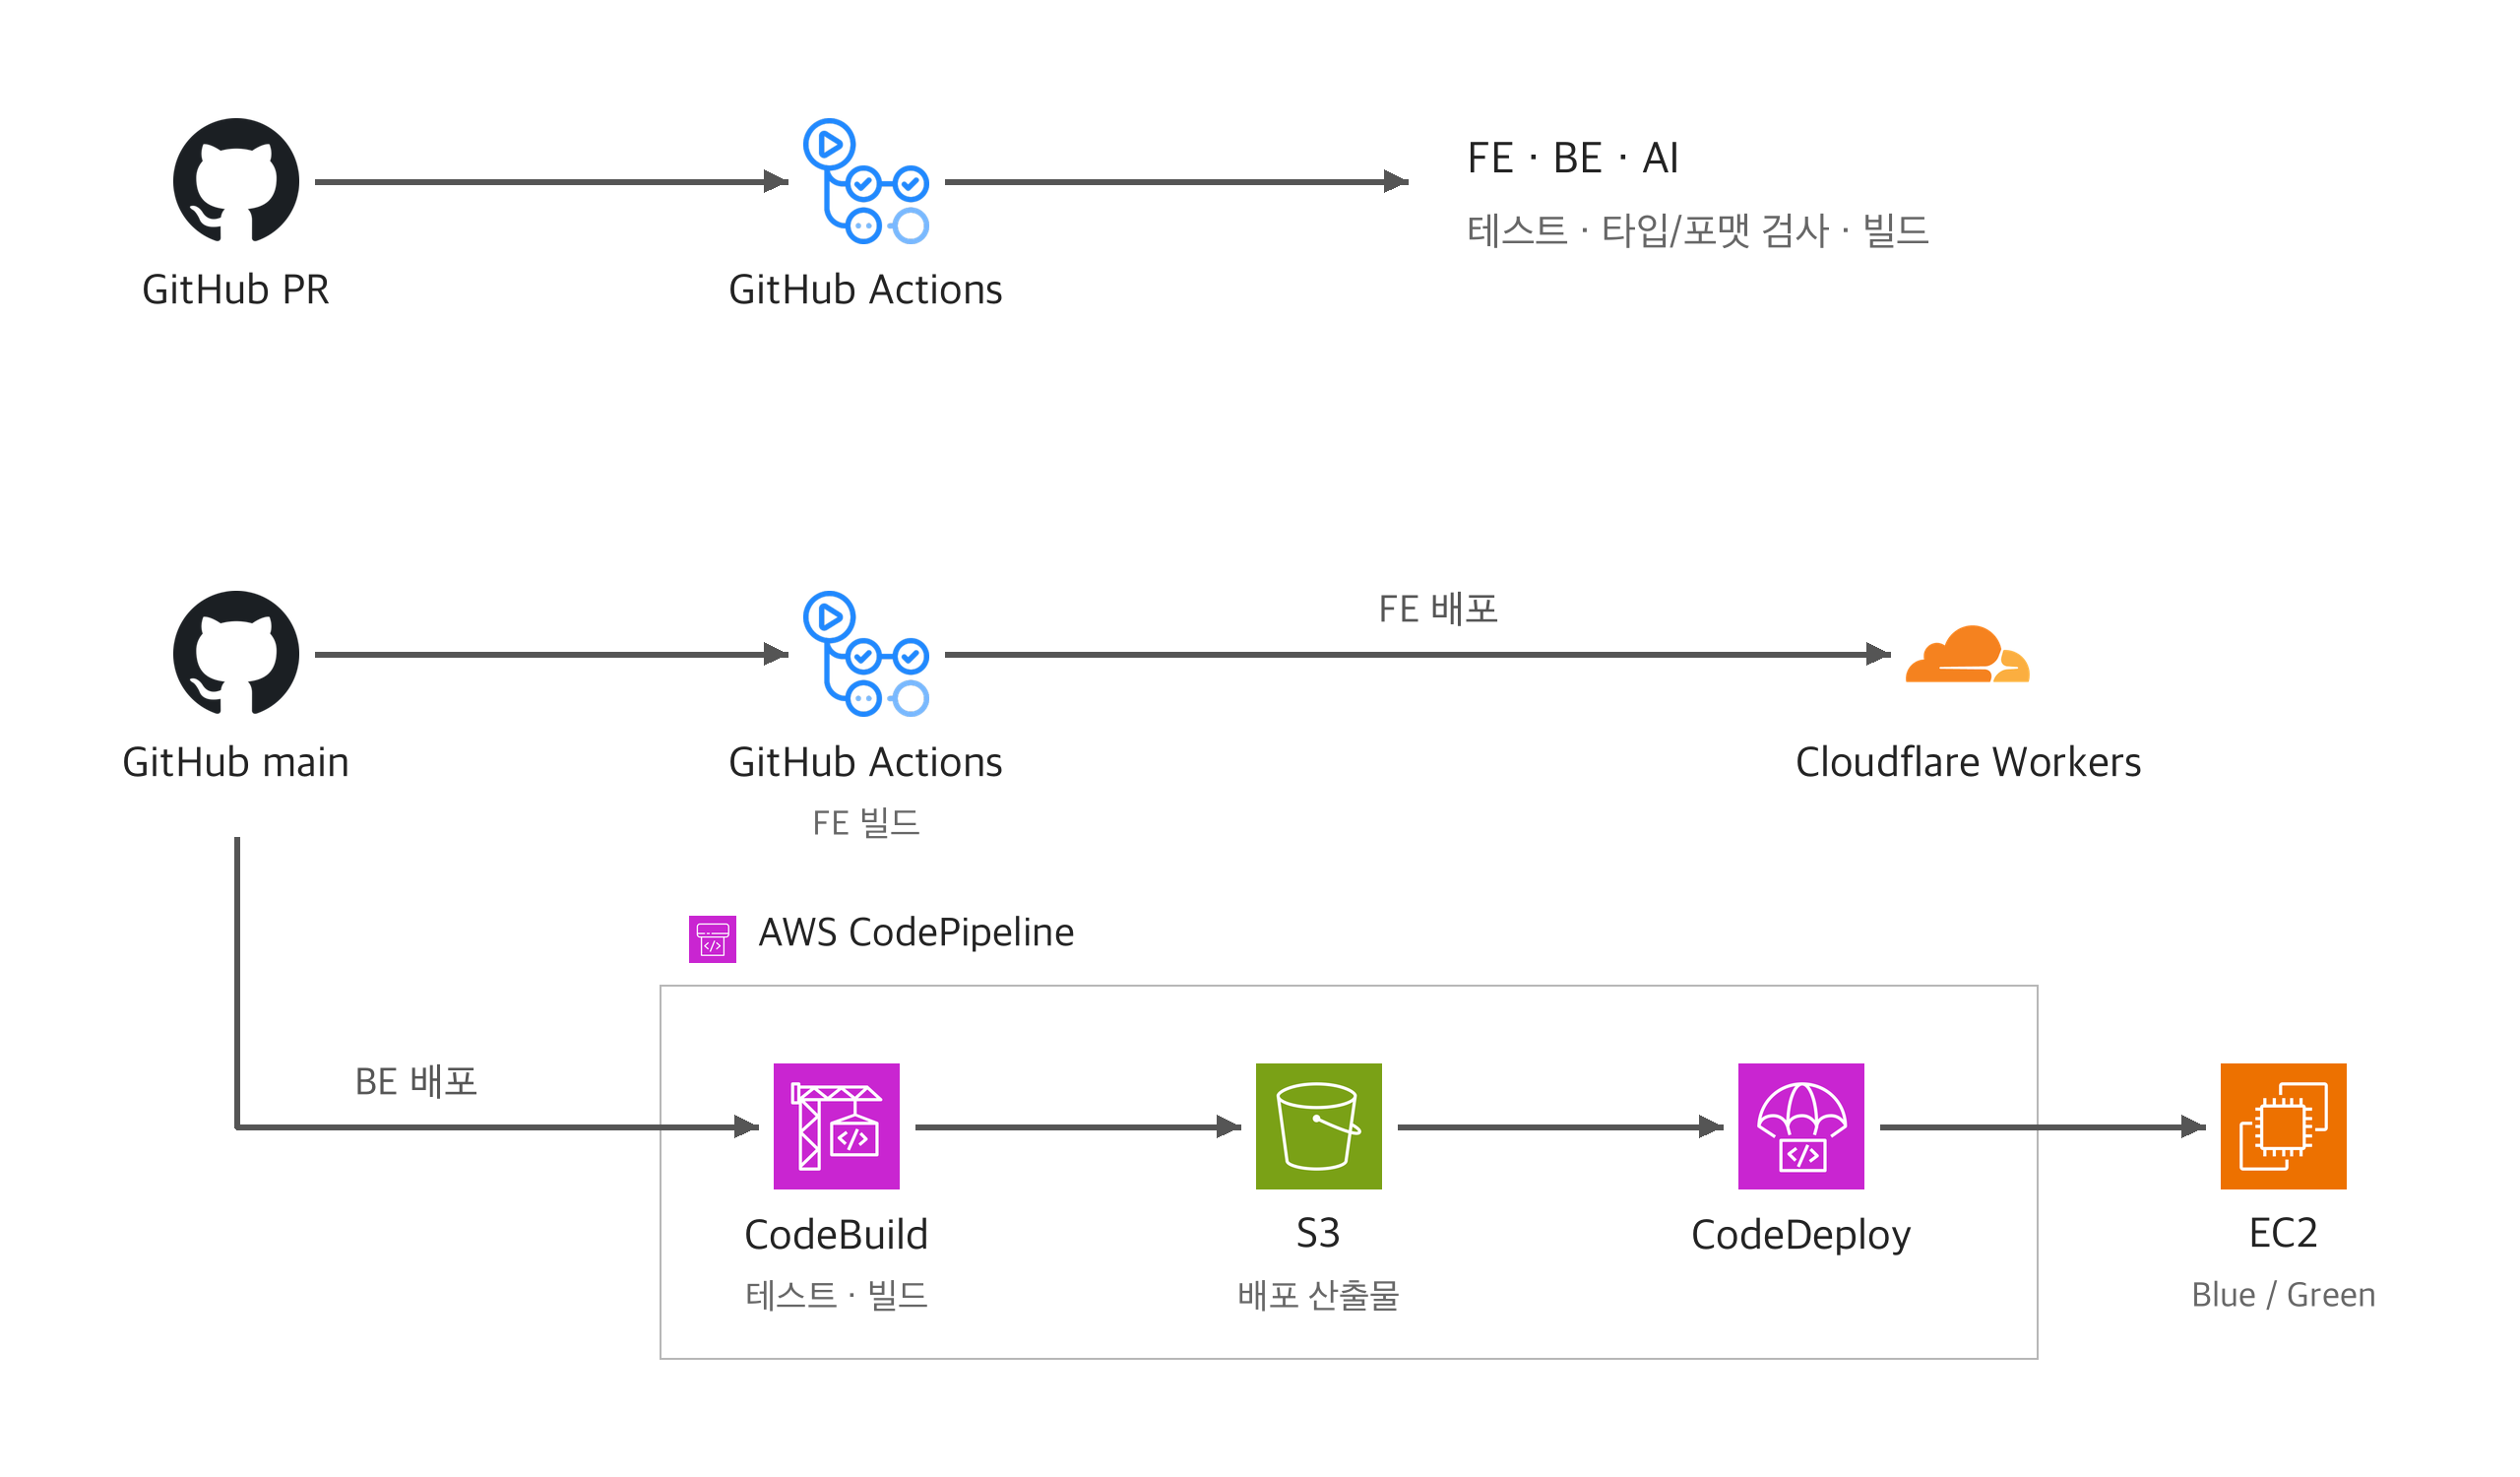 FE · BE · AI
테스트 · 타입/포맷 검사 · 빌드
GitHub PR
GitHub Actions
FE 배포
GitHub main
GitHub Actions
Cloudflare Workers
FE 빌드
AWS CodePipeline
BE 배포
CodeBuild
S3
CodeDeploy
EC2
테스트 · 빌드
배포 산출물
Blue / Green